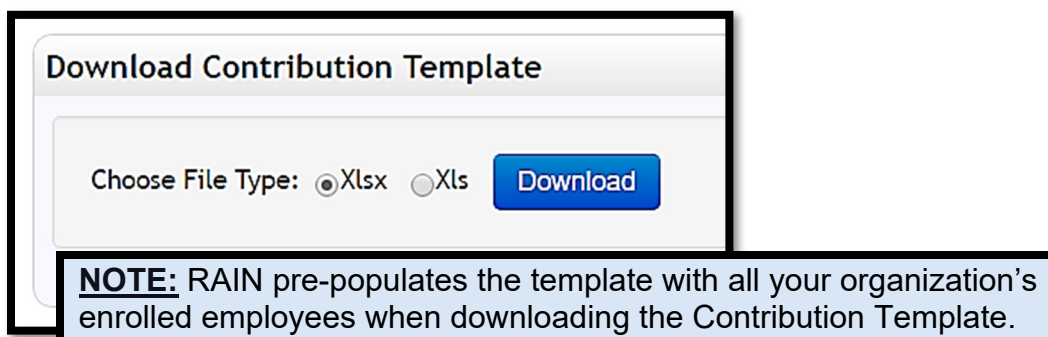 Download Contribution Template
Choose File Type: Xlsx Xls Download
NOTE: RAIN pre-populates the template with all your organization’s
enrolled employees when downloading the Contribution Template.